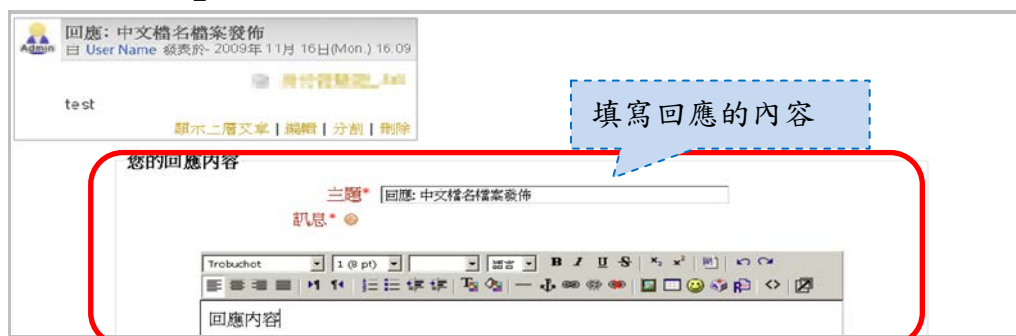 回應: 中文檔名檔案發佈
Admin 由 User Name 發表於- 2009年 11月 16日(Mon.) 16:09
test
顯示上層文章 | 編輯 | 分割 | 刪除
填寫回應的內容
您的回應內容
主題* 回應: 中文檔名檔案發佈
訊息*
Trebuchet 1 (8 pt) 語言 B I U S
回應內容